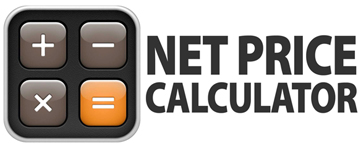 + −
× =
NET PRICE
CALCULATOR